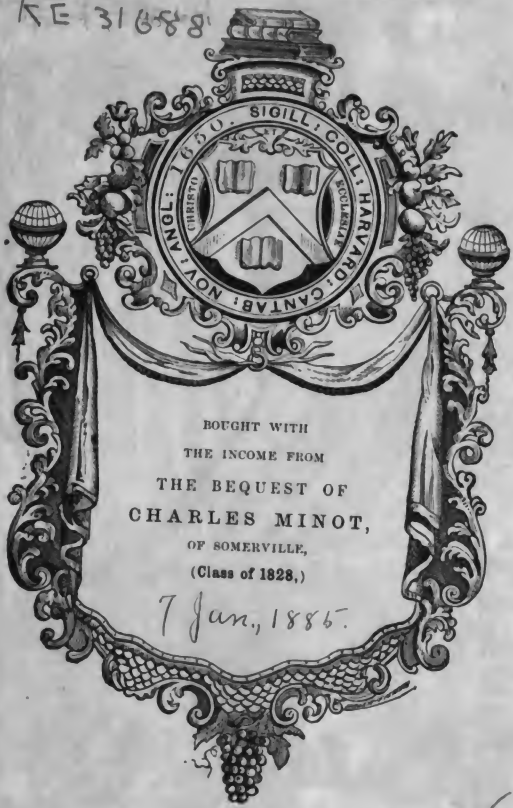 KE 31688
SIGILL: COLL: HARVARD: CANTAB: NOV: ANGL: 1650.
ET
CHRISTO
ECCLESIAE
BOUGHT WITH
THE INCOME FROM
THE BEQUEST OF
CHARLES MINOT,
OF SOMERVILLE,
(Class of 1828,)
7 Jan., 1885.